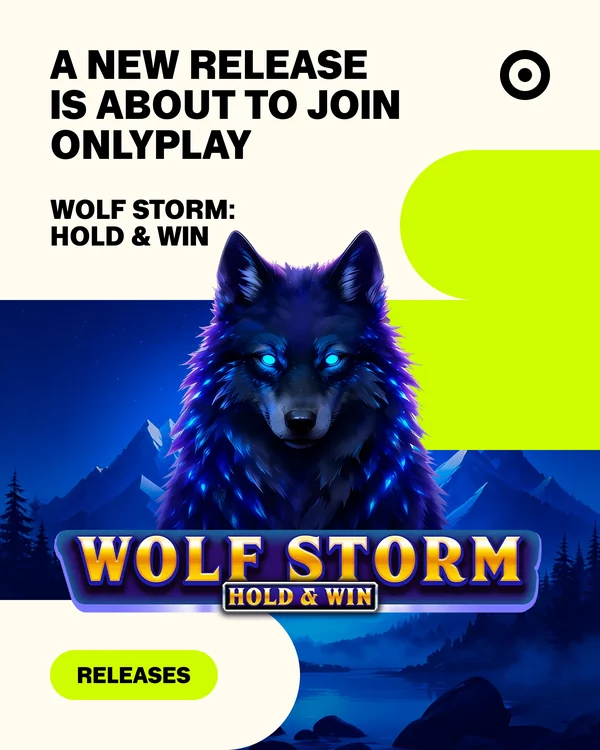 A NEW RELEASE
IS ABOUT TO JOIN
ONLYPLAY
WOLF STORM:
HOLD & WIN
WOLF STORM
HOLD & WIN
RELEASES